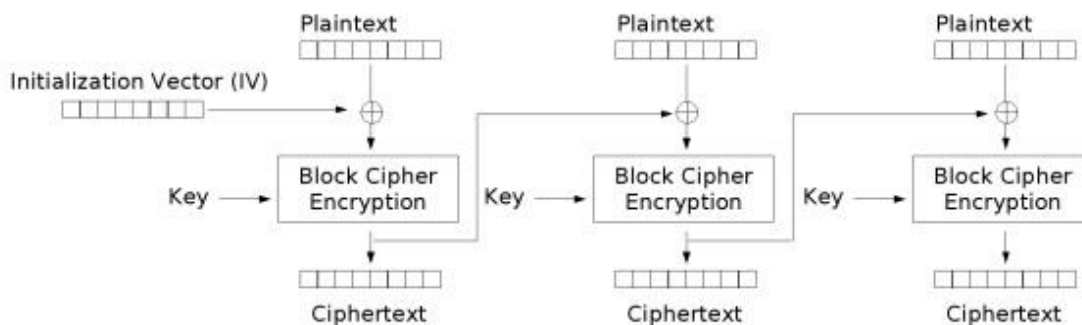 Plaintext
Plaintext
Plaintext
Initialization Vector (IV)
Key
Block Cipher
Encryption
Key
Block Cipher
Encryption
Key
Block Cipher
Encryption
Ciphertext
Ciphertext
Ciphertext